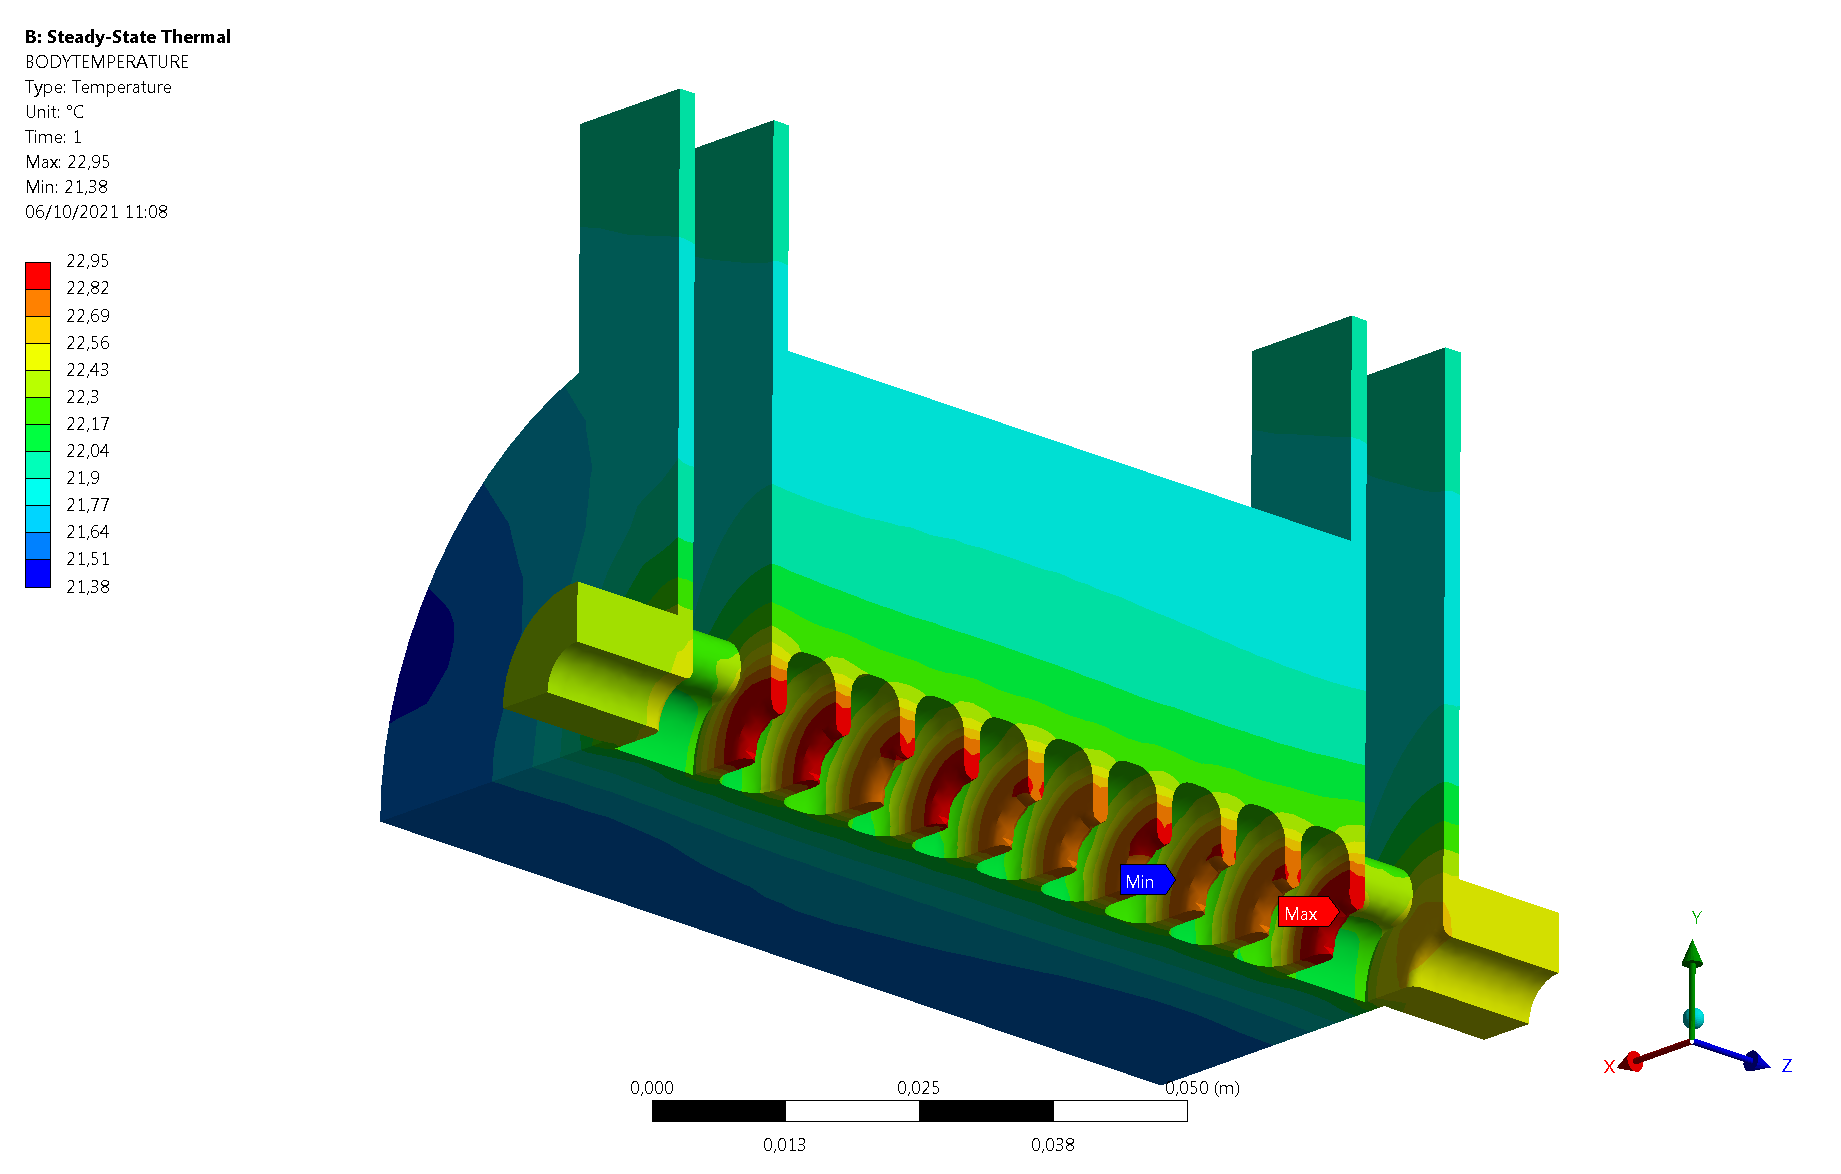 B: Steady-State Thermal
BODYTEMPERATURE
Type: Temperature
Unit: °C
Time: 1
Max: 22,95
Min: 21,38
06/10/2021 11:08
22,95
22,82
22,69
22,56
22,43
22,3
22,17
22,04
21,9
21,77
21,64
21,51
21,38
Min
Max
Y
X
Z
0,000
0,025
0,050 (m)
0,013
0,038